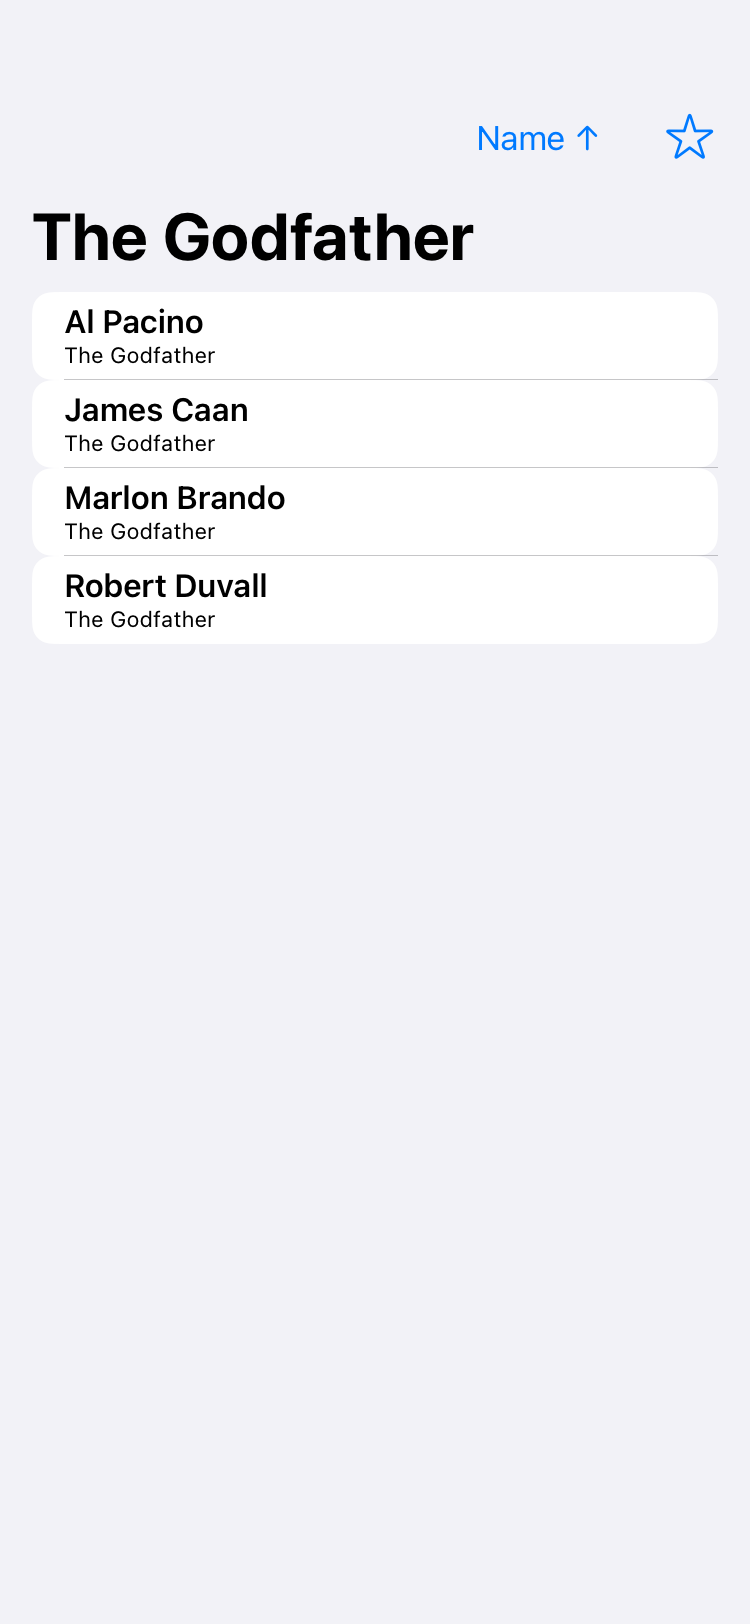 Name ↑
The Godfather
Al Pacino
The Godfather
James Caan
The Godfather
Marlon Brando
The Godfather
Robert Duvall
The Godfather